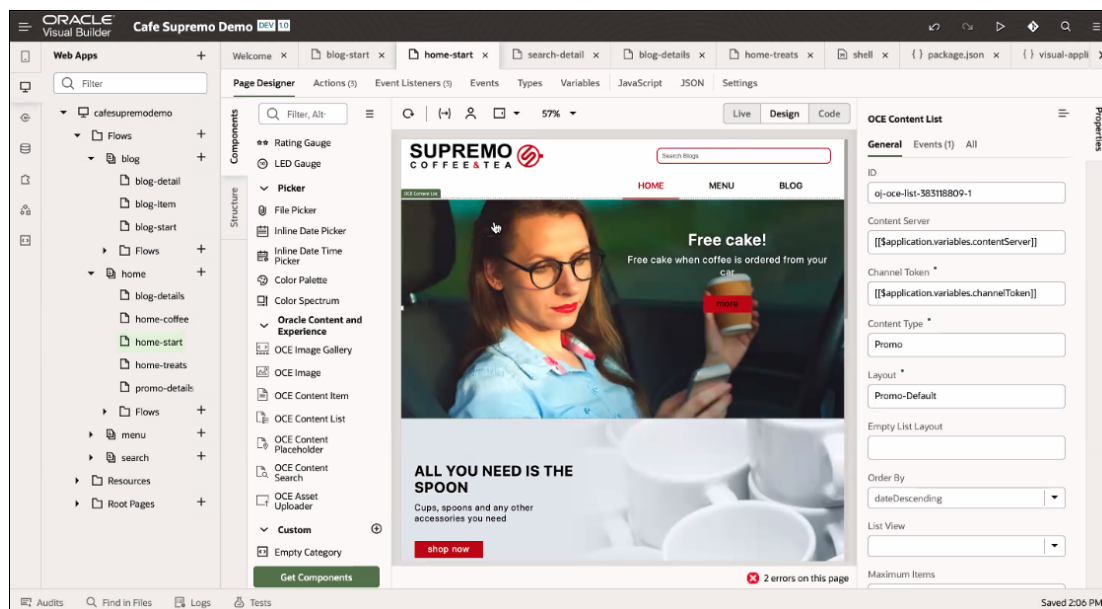 ORACLE
Visual Builder
Cafe Supremo Demo DEV 1.0
Web Apps
Filter
cafesupremodemo
Flows
blog
blog-detail
blog-item
blog-start
Flows
home
blog-details
home-coffee
home-start
home-treats
promo-details
Flows
menu
search
Resources
Root Pages
Welcome
blog-start
home-start
search-detail
blog-details
home-treats
shell
{ } package.json
{ } visual-appli
Page Designer Actions (3) Event Listeners (3) Events Types Variables JavaScript JSON Settings
Components
Structure
Filter, Alt-
Rating Gauge
LED Gauge
Picker
File Picker
Inline Date Picker
Inline Date Time
Picker
Color Palette
Color Spectrum
Oracle Content and
Experience
OCE Image Gallery
OCE Image
OCE Content Item
OCE Content List
OCE Content
Placeholder
OCE Content
Search
OCE Asset
Uploader
Custom
Empty Category
Get Components
57%
Live Design Code
SUPREMO
COFFEE&TEA
Search Blogs
HOME MENU BLOG
OCE Content List
Free cake!
Free cake when coffee is ordered from your
car
more
ALL YOU NEED IS THE
SPOON
Cups, spoons and any other
accessories you need
shop now
2 errors on this page
OCE Content List
General Events (1) All
ID
oj-oce-list-383118809-1
Content Server
[[$application.variables.contentServer]]
Channel Token *
[[$application.variables.channelToken]]
Content Type *
Promo
Layout *
Promo-Default
Empty List Layout
Order By
dateDescending
List View
Maximum Items
Properties
Audits Find in Files Logs Tests
Saved 2:06 PM